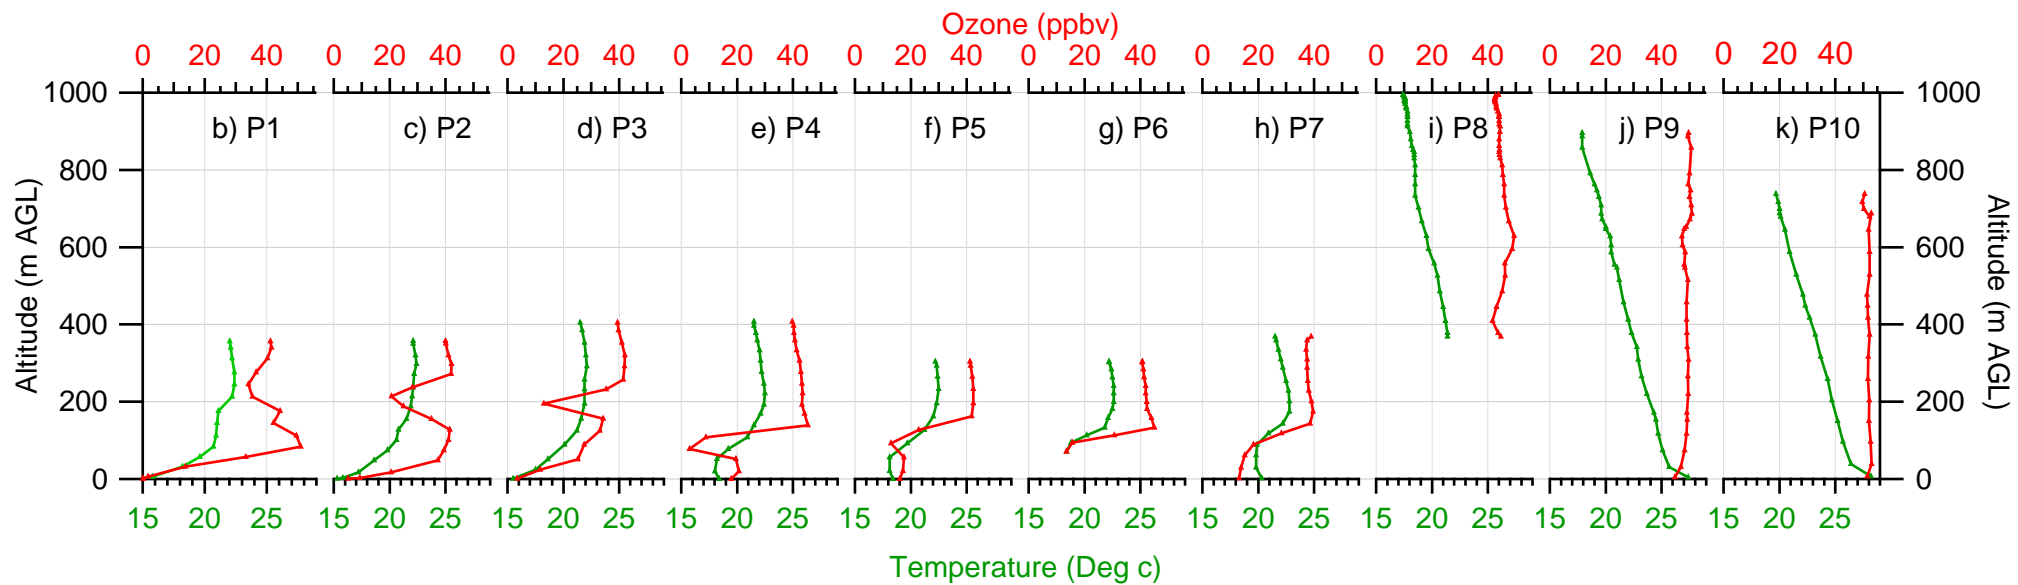 Ozone (ppbv)
0 20 40 0 20 40 0 20 40 0 20 40 0 20 40 0 20 40 0 20 40 0 20 40 0 20 40 0 20 40
1000 1000
b) P1 c) P2 d) P3 e) P4 f) P5 g) P6 h) P7 i) P8 j) P9 k) P10
800 800
600 600
400 400
200 200
0 0
Altitude (m AGL)
Altitude (m AGL)
15 20 25 15 20 25 15 20 25 15 20 25 15 20 25 15 20 25 15 20 25 15 20 25 15 20 25 15 20 25
Temperature (Deg c)